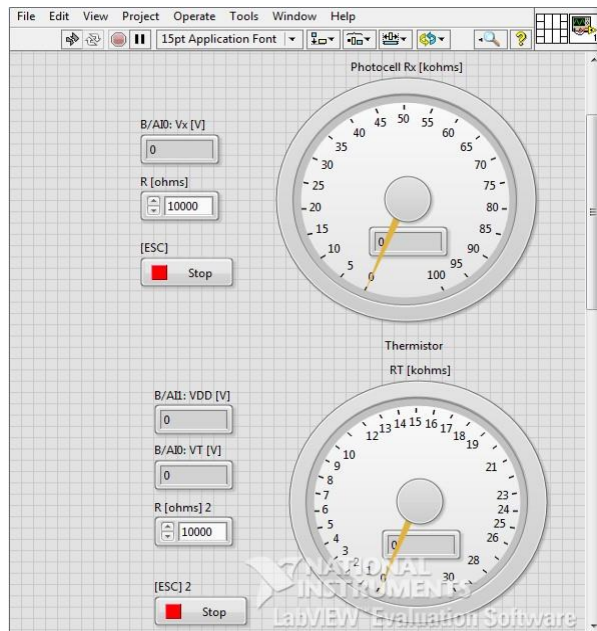 File Edit View Project Operate Tools Window Help
15pt Application Font
Photocell Rx [kohms]
B/AI0: Vx [V]
0
R [ohms]
10000
[ESC]
Stop
0 5 10 15 20 25 30 35 40 45 50 55 60 65 70 75 80 85 90 95 100
0
Thermistor
RT [kohms]
B/AI1: VDD [V]
0
B/AI0: VT [V]
0
R [ohms] 2
10000
[ESC] 2
Stop
0 1 2 3 4 5 6 7 8 9 10 12 13 14 15 16 17 18 19 21 23 24 25 26 28 30
0
NATIONAL
INSTRUMENTS
LabVIEW Evaluation Software